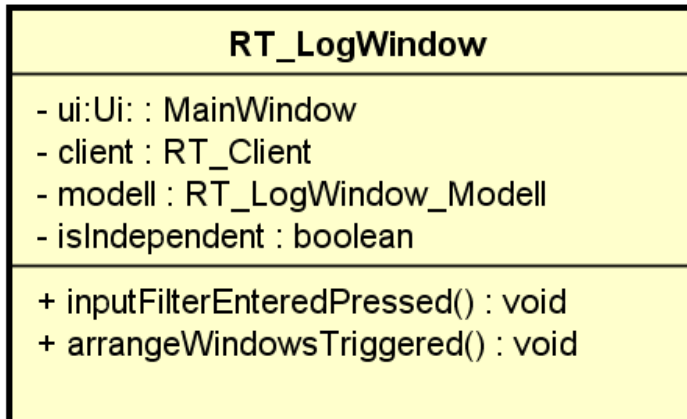 RT_LogWindow
- ui:Ui: : MainWindow
- client : RT_Client
- modell : RT_LogWindow_Modell
- isIndependent : boolean
+ inputFilterEnteredPressed() : void
+ arrangeWindowsTriggered() : void